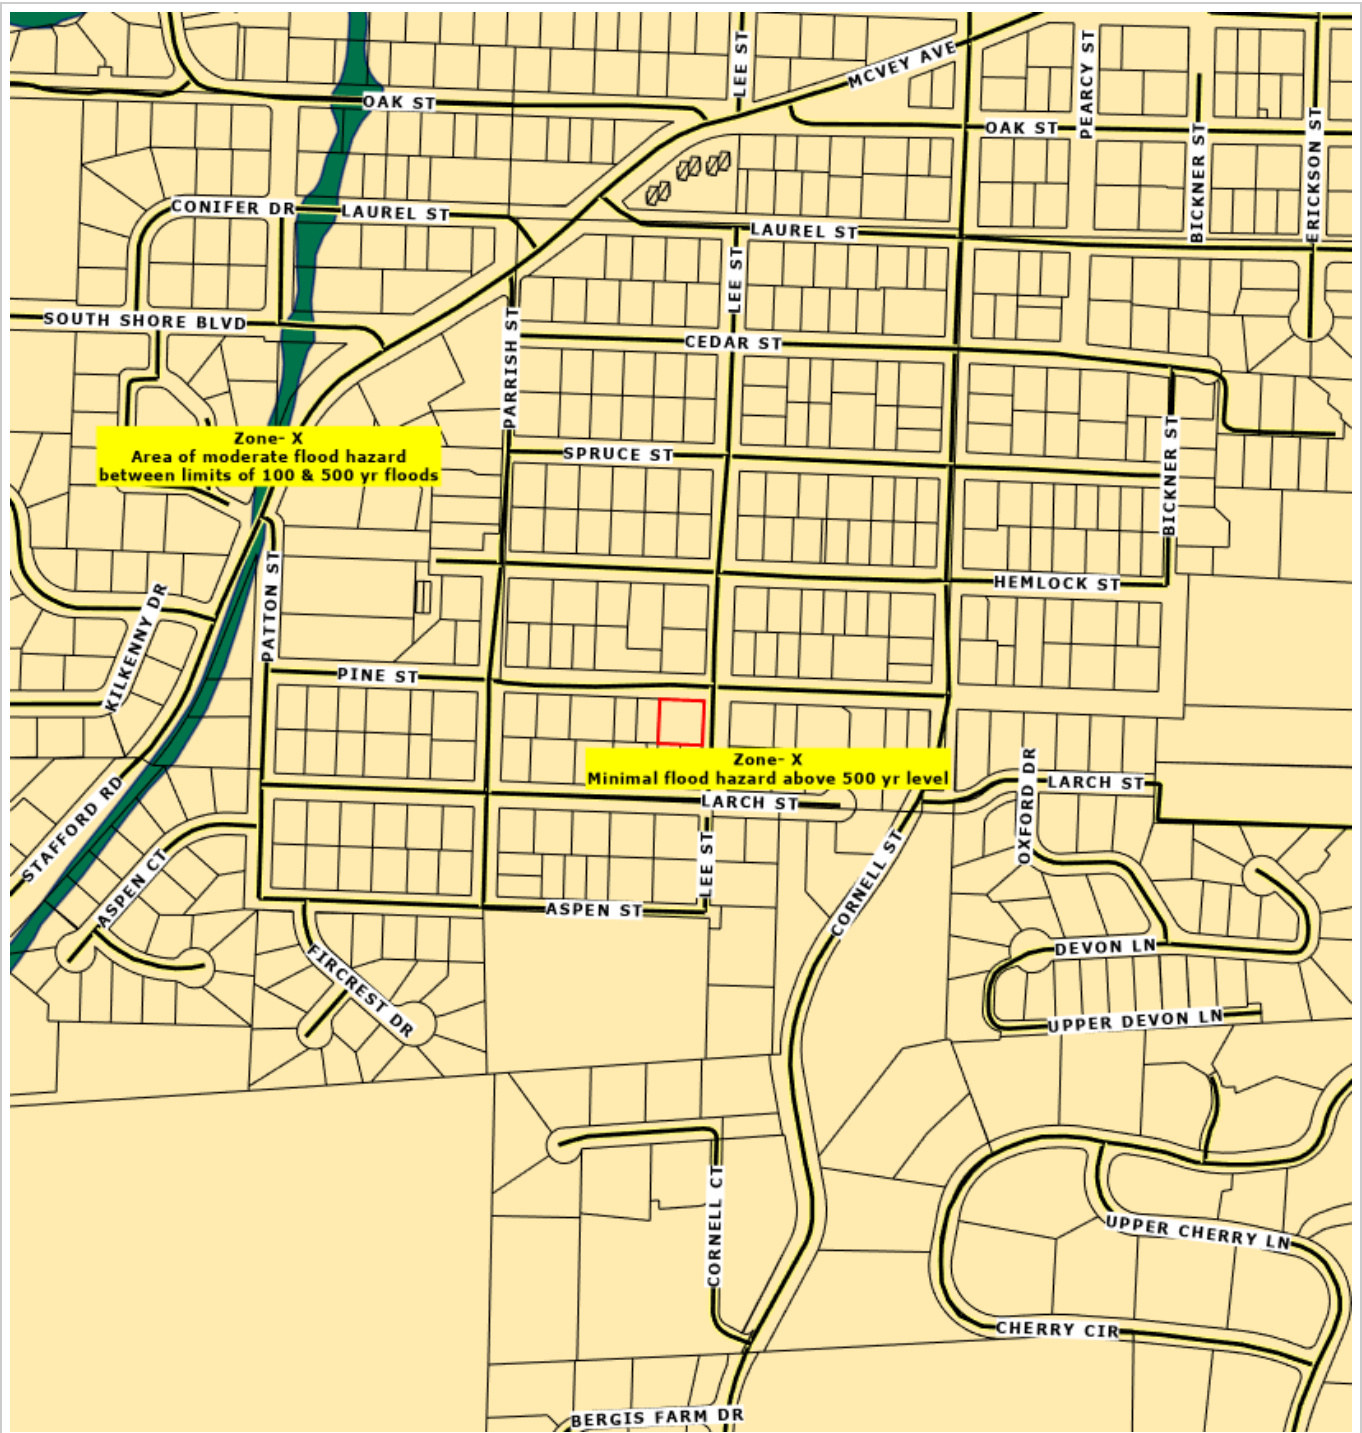 LEE ST
MCVEY AVE
PEARCY ST
OAK ST
OAK ST
BICKNER ST
ERICKSON ST
CONIFER DR
LAUREL ST
LAUREL ST
LEE ST
SOUTH SHORE BLVD
PARRISH ST
CEDAR ST
Zone- X
Area of moderate flood hazard
between limits of 100 & 500 yr floods
SPRUCE ST
BICKNER ST
PATTON ST
HEMLOCK ST
KILKENNY DR
PINE ST
Zone- X
Minimal flood hazard above 500 yr level
OXFORD DR
LARCH ST
LARCH ST
STAFFORD RD
ASPEN CT
LEE ST
CORNELL ST
ASPEN ST
FIRCREST DR
DEVON LN
UPPER DEVON LN
CORNELL CT
UPPER CHERRY LN
CHERRY CIR
BERGIS FARM DR